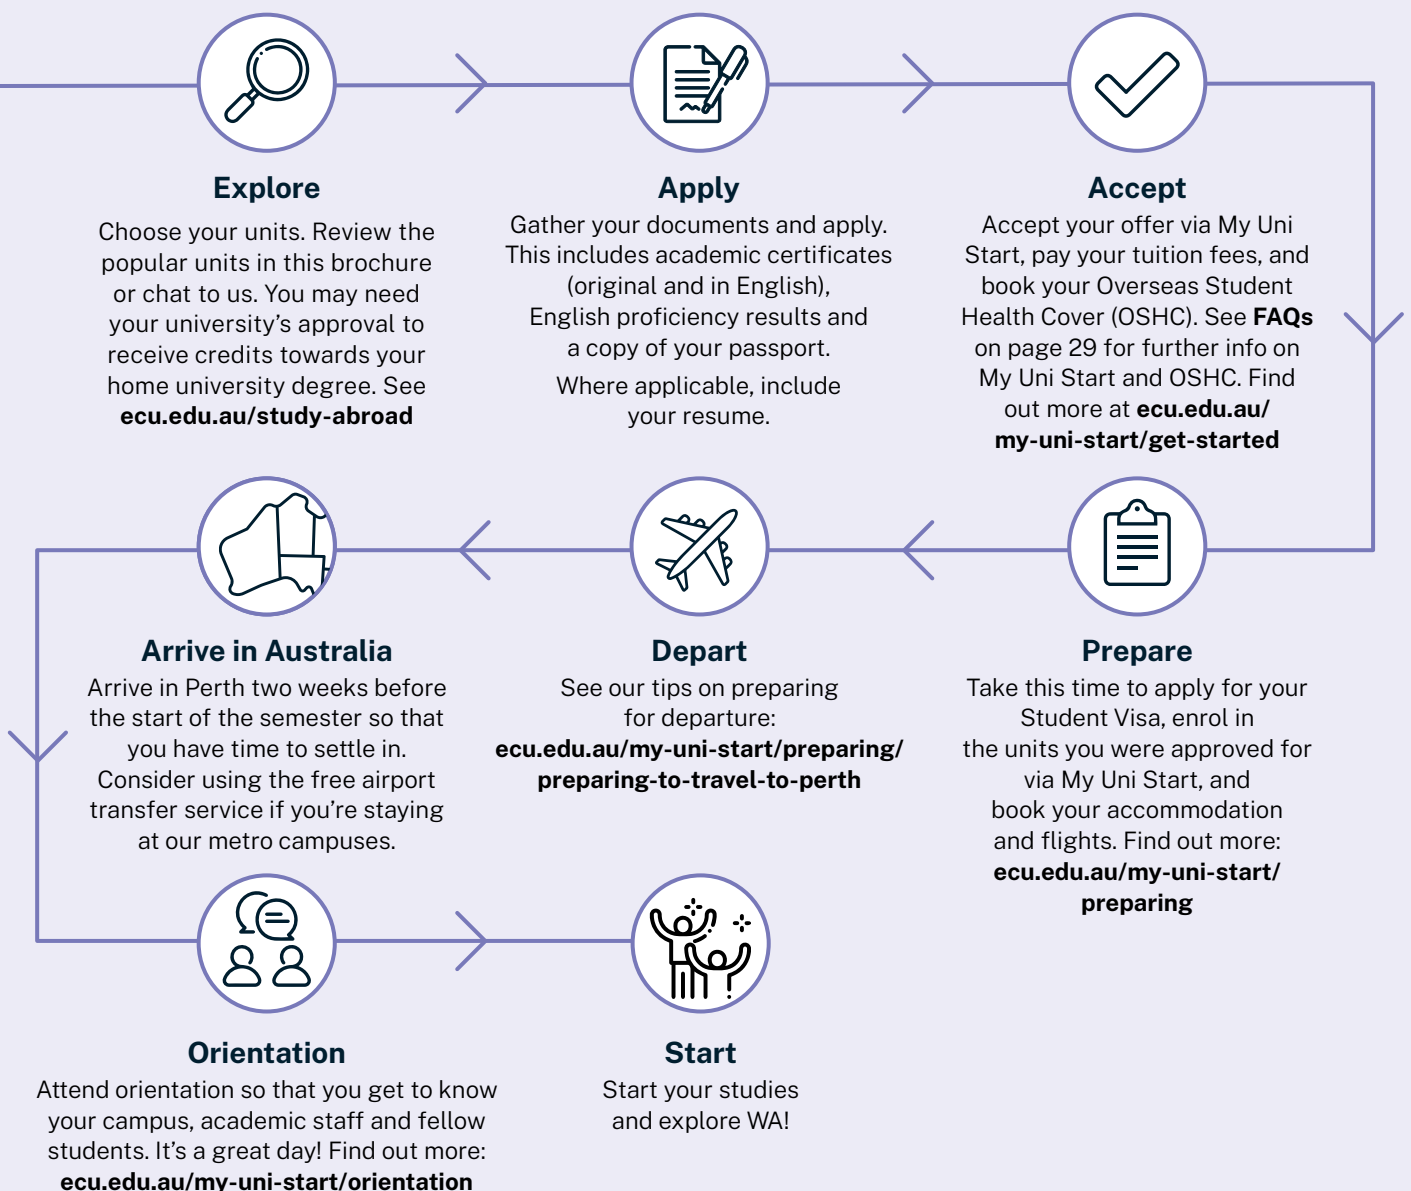 Explore
Choose your units. Review the
popular units in this brochure
or chat to us. You may need
your university’s approval to
receive credits towards your
home university degree. See
ecu.edu.au/study-abroad
Apply
Gather your documents and apply.
This includes academic certificates
(original and in English),
English proficiency results and
a copy of your passport.
Where applicable, include
your resume.
Accept
Accept your offer via My Uni
Start, pay your tuition fees, and
book your Overseas Student
Health Cover (OSHC). See FAQs
on page 29 for further info on
My Uni Start and OSHC. Find
out more at ecu.edu.au/
my-uni-start/get-started
Prepare
Take this time to apply for your
Student Visa, enrol in
the units you were approved for
via My Uni Start, and
book your accommodation
and flights. Find out more:
ecu.edu.au/my-uni-start/
preparing
Depart
See our tips on preparing
for departure:
ecu.edu.au/my-uni-start/preparing/
preparing-to-travel-to-perth
Arrive in Australia
Arrive in Perth two weeks before
the start of the semester so that
you have time to settle in.
Consider using the free airport
transfer service if you’re staying
at our metro campuses.
Orientation
Attend orientation so that you get to know
your campus, academic staff and fellow
students. It’s a great day! Find out more:
ecu.edu.au/my-uni-start/orientation
Start
Start your studies
and explore WA!